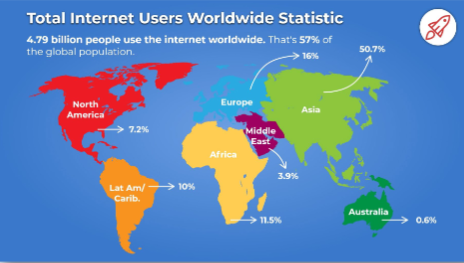 Total Internet Users Worldwide Statistic
4.79 billion people use the internet worldwide. That's 57% of
the global population.
50.7%
16%
Europe
North
America
Asia
7.2%
Middle
East
Africa
3.9%
Lat Am/
Carib.
10%
Australia
11.5%
0.6%